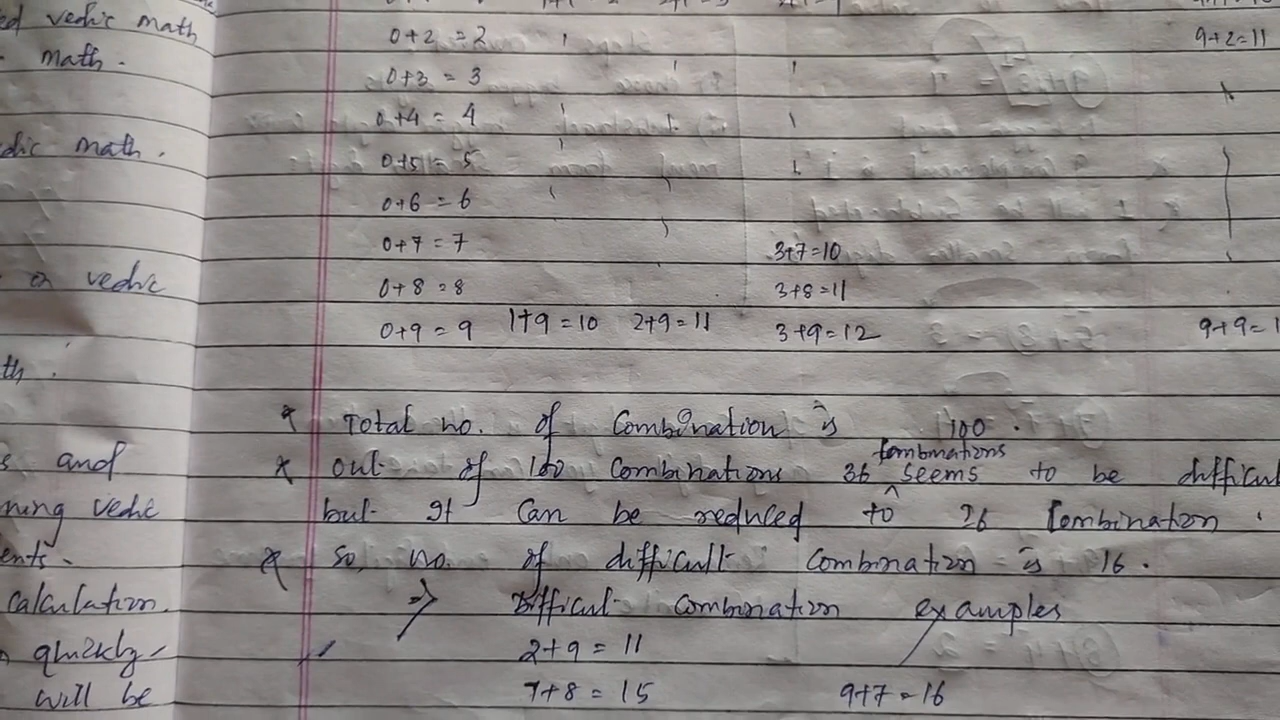 ed vedic math
math.
dic math.
on vedic
th.
s and
ning vedic
ents.
calculation.
quickly
will be
0+2 = 2
9+2=11
0+3 = 3
0+4 = 4
0+5 = 5
0+6 = 6
0+7 = 7
3+7=10
0+8 = 8
3+8=11
0+9 = 9 1+9=10 2+9=11 3+9=12 9+9=1
* Total no. of Combination is 100.
* out of 100 Combinations 36 combinations seems to be difficul
but it can be reduced to 26 Combination.
* So, no. of difficult Combination is 16.
⇒ Difficult combination examples
2+9 = 11
7+8 = 15 9+7=16